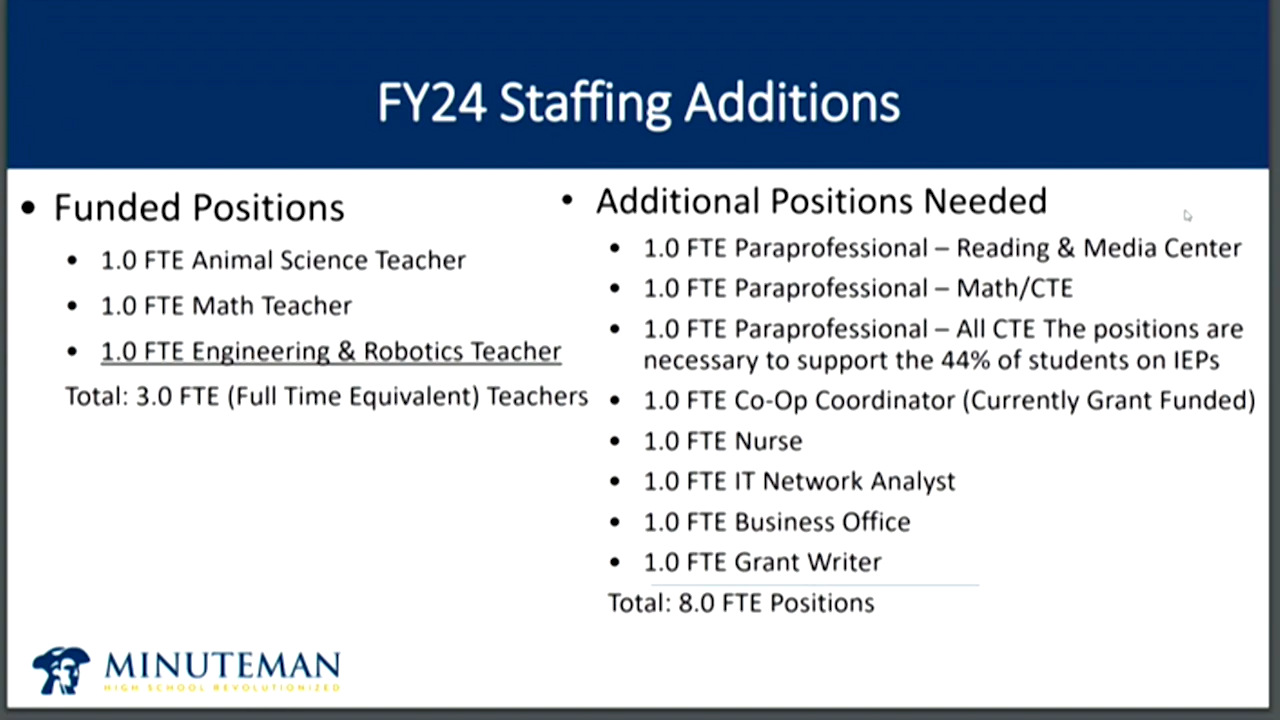 FY24 Staffing Additions
• Funded Positions
• 1.0 FTE Animal Science Teacher
• 1.0 FTE Math Teacher
• 1.0 FTE Engineering & Robotics Teacher
Total: 3.0 FTE (Full Time Equivalent) Teachers
• Additional Positions Needed
• 1.0 FTE Paraprofessional – Reading & Media Center
• 1.0 FTE Paraprofessional – Math/CTE
• 1.0 FTE Paraprofessional – All CTE The positions are
necessary to support the 44% of students on IEPs
• 1.0 FTE Co-Op Coordinator (Currently Grant Funded)
• 1.0 FTE Nurse
• 1.0 FTE IT Network Analyst
• 1.0 FTE Business Office
• 1.0 FTE Grant Writer
Total: 8.0 FTE Positions
MINUTEMAN
HIGH SCHOOL REVOLUTIONIZED